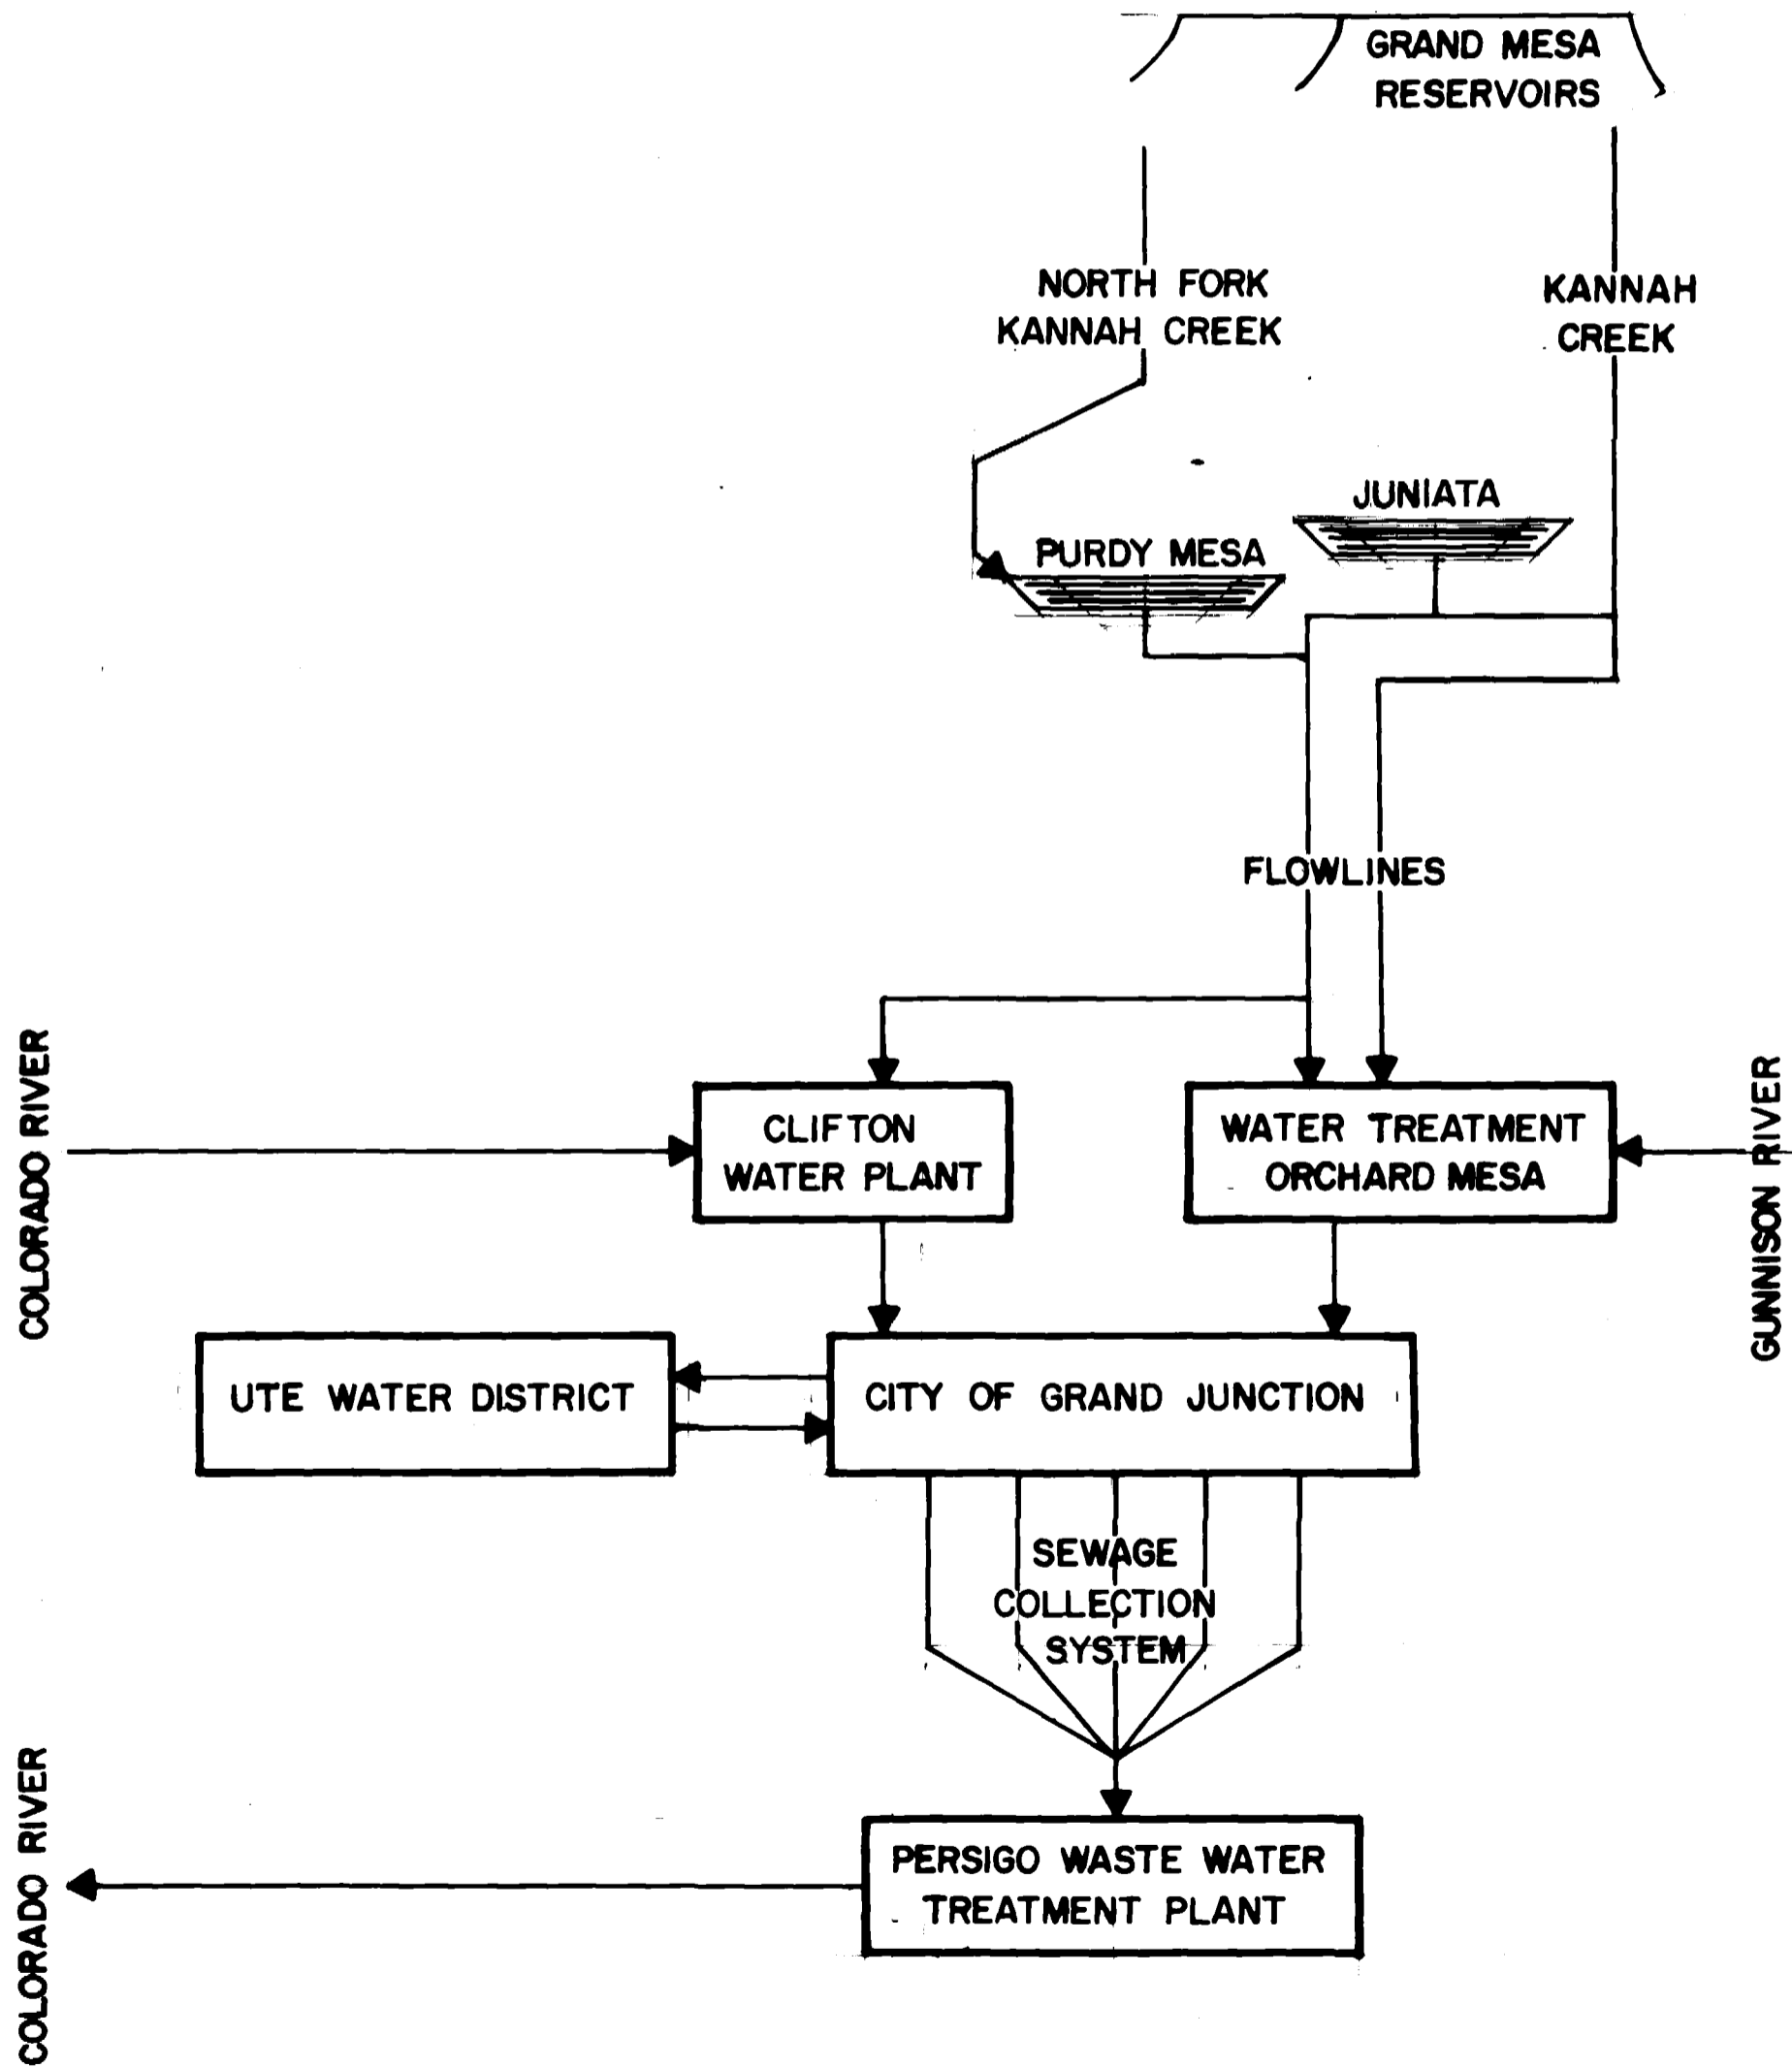 GRAND MESA
RESERVOIRS
NORTH FORK
KANNAH CREEK
KANNAH
CREEK
JUNIATA
PURDY MESA
FLOWLINES
COLORADO RIVER
CLIFTON
WATER PLANT
WATER TREATMENT
ORCHARD MESA
GUNNISON RIVER
UTE WATER DISTRICT
CITY OF GRAND JUNCTION
SEWAGE
COLLECTION
SYSTEM
COLORADO RIVER
PERSIGO WASTE WATER
TREATMENT PLANT